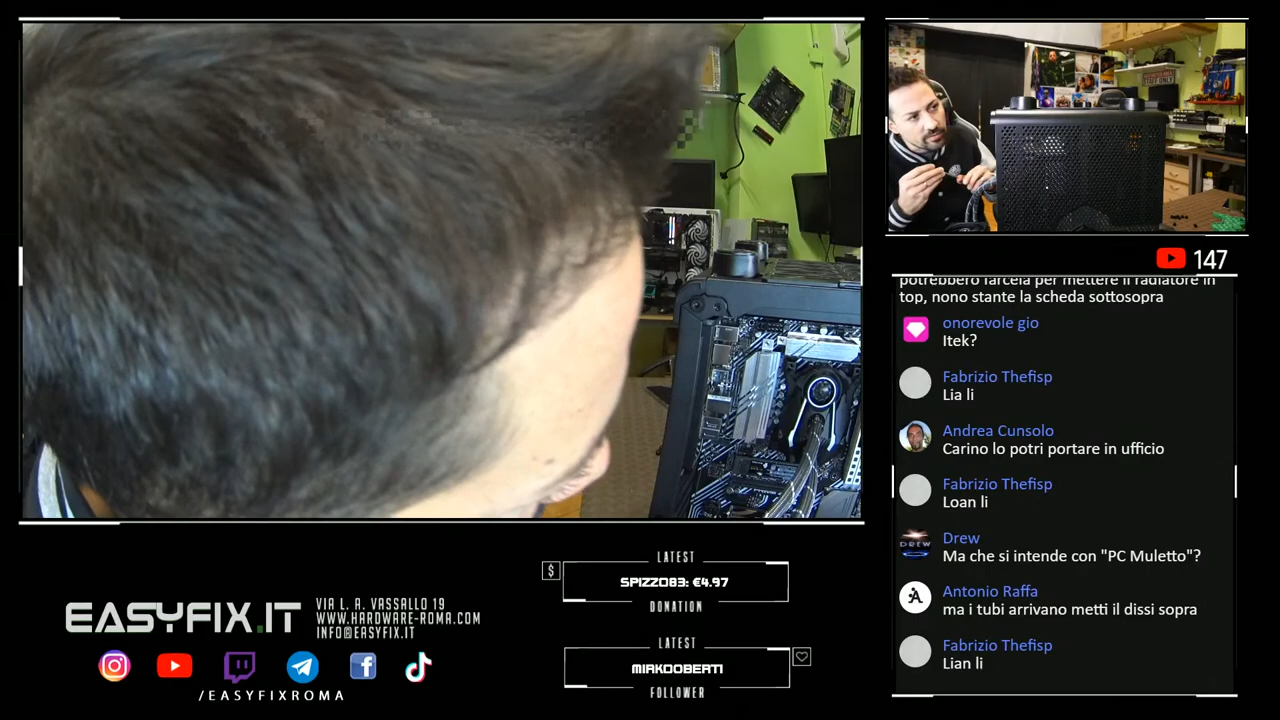 147
potrebbero farcela per mettere il radiatore in
top, nono stante la scheda sottosopra
onorevole gio
Itek?
Fabrizio Thefisp
Lia li
Andrea Cunsolo
Carino lo potri portare in ufficio
Fabrizio Thefisp
Loan li
Drew
Ma che si intende con "PC Muletto"?
Antonio Raffa
ma i tubi arrivano metti il dissi sopra
Fabrizio Thefisp
Lian li
DREW
LATEST
$
SPIZZO83: €4.97
DONATION
LATEST
MIRKOOBERTI
FOLLOWER
EASYFIX.IT
VIA L. A. VASSALLO 19
WWW.HARDWARE-ROMA.COM
INFO@EASYFIX.IT
/EASYFIXROMA